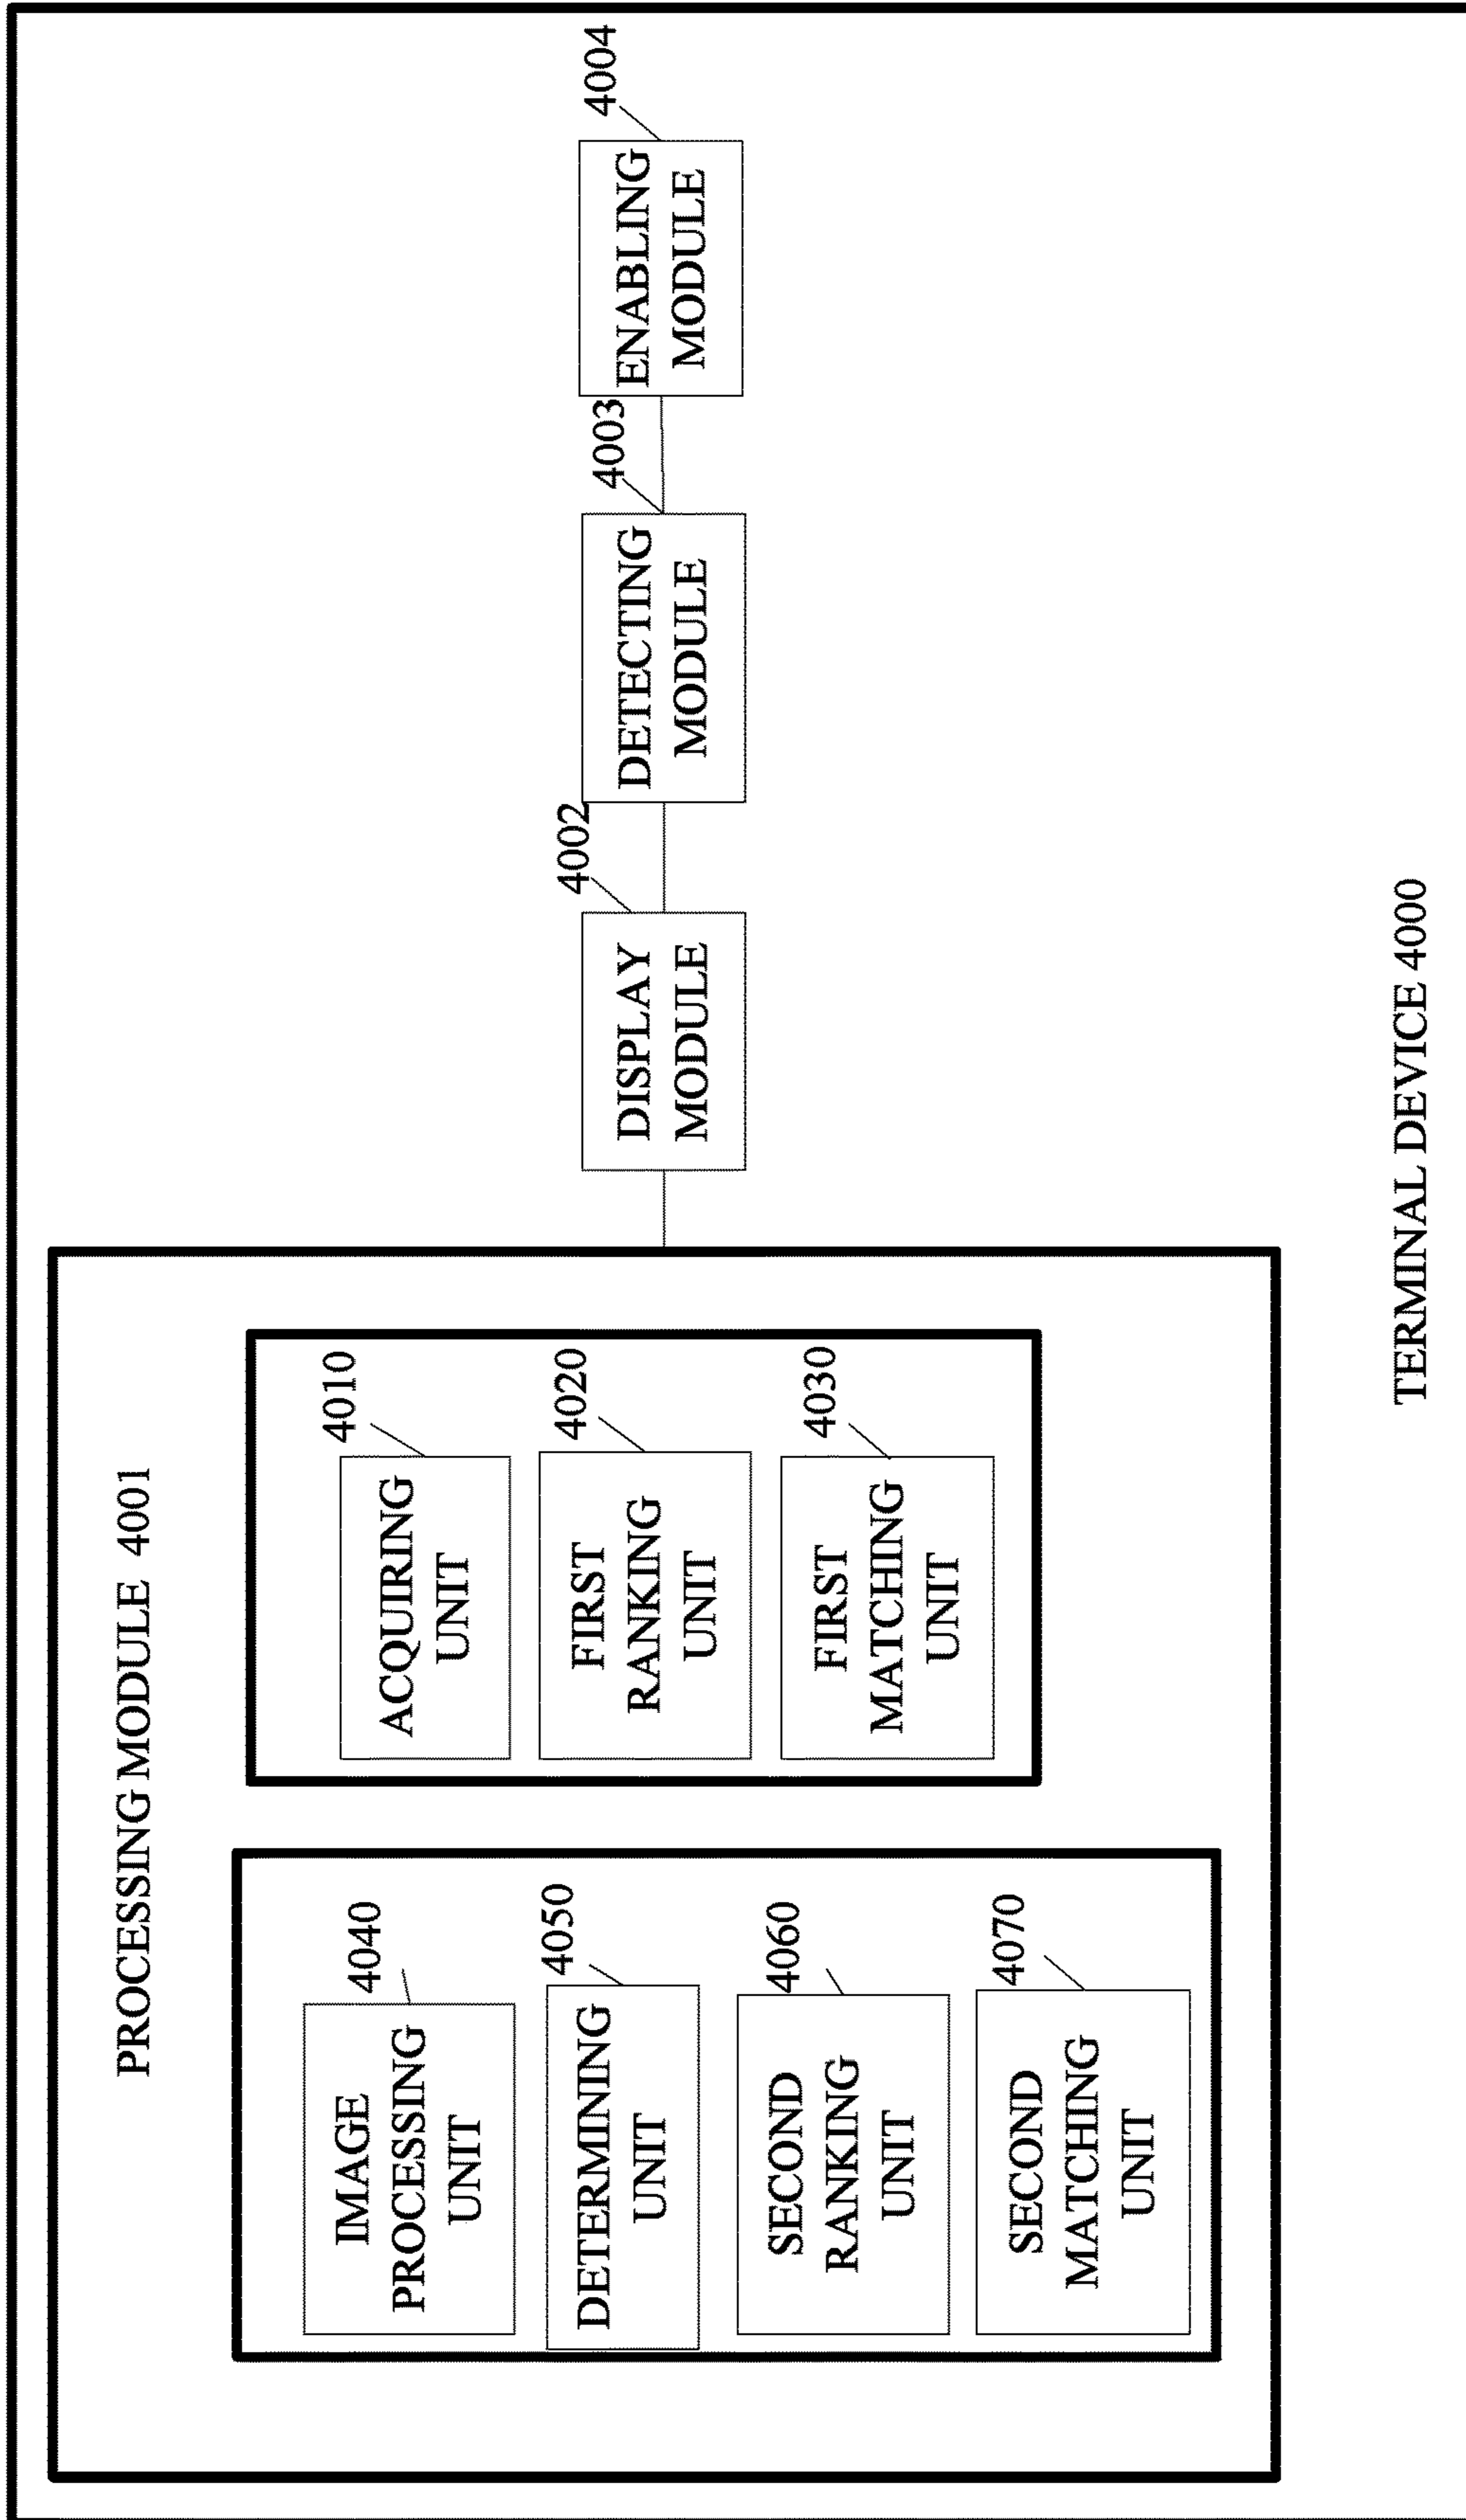 PROCESSING MODULE 4001
IMAGE
PROCESSING
UNIT
4040
DETERMINING
UNIT
4050
SECOND
RANKING
UNIT
4060
SECOND
MATCHING
UNIT
4070
ACQUIRING
UNIT
4010
FIRST
RANKING
UNIT
4020
FIRST
MATCHING
UNIT
4030
DISPLAY
MODULE
4002
DETECTING
MODULE
4003
ENABLING
MODULE
4004
TERMINAL DEVICE 4000